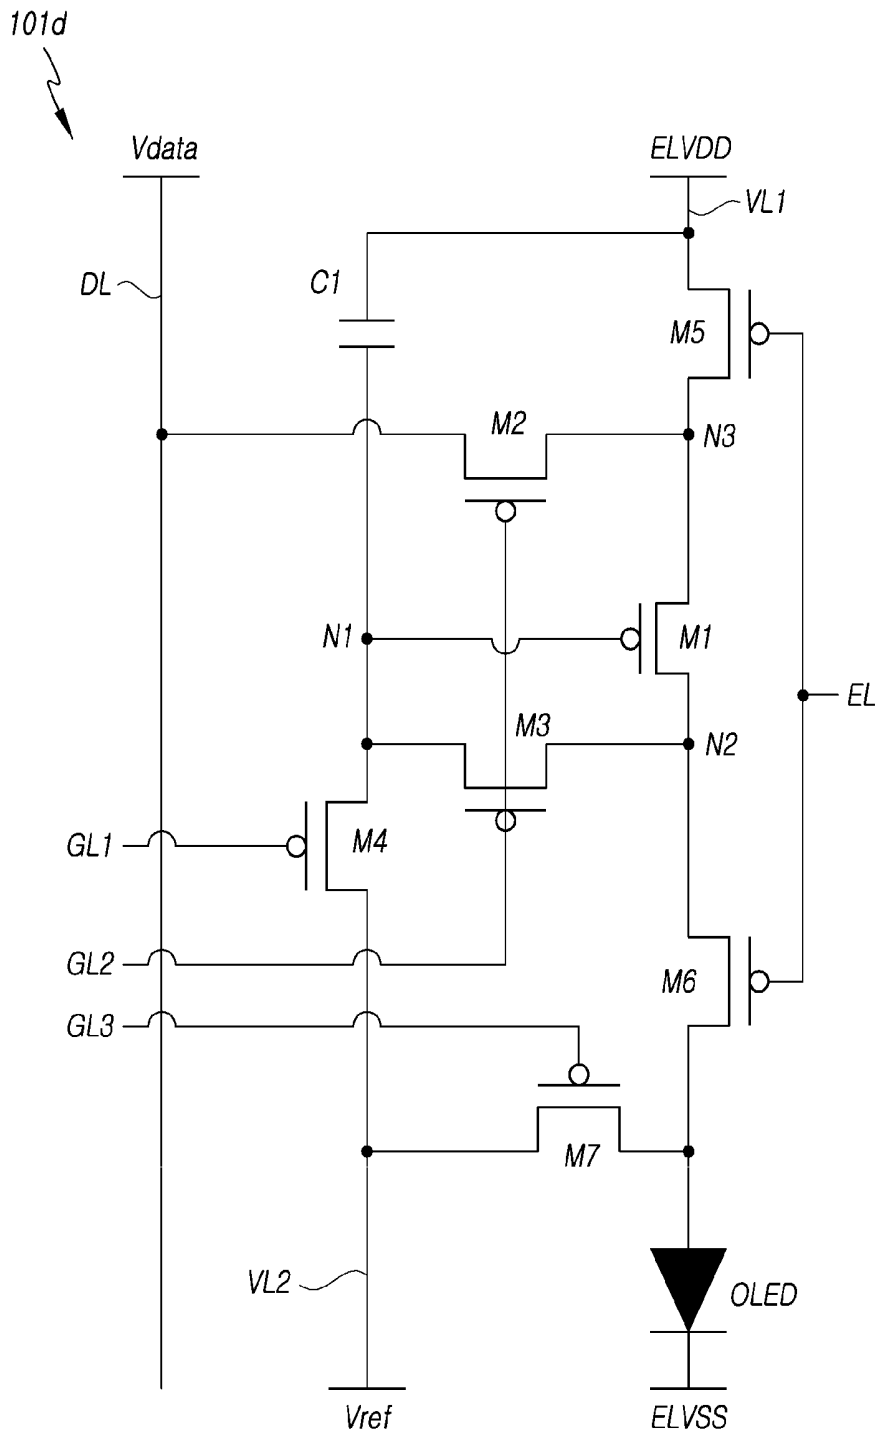 101d
Vdata
ELVDD
VL1
DL
C1
M5
M2
N3
N1
M1
EL
M3
N2
GL1
M4
GL2
M6
GL3
M7
VL2
OLED
Vref
ELVSS